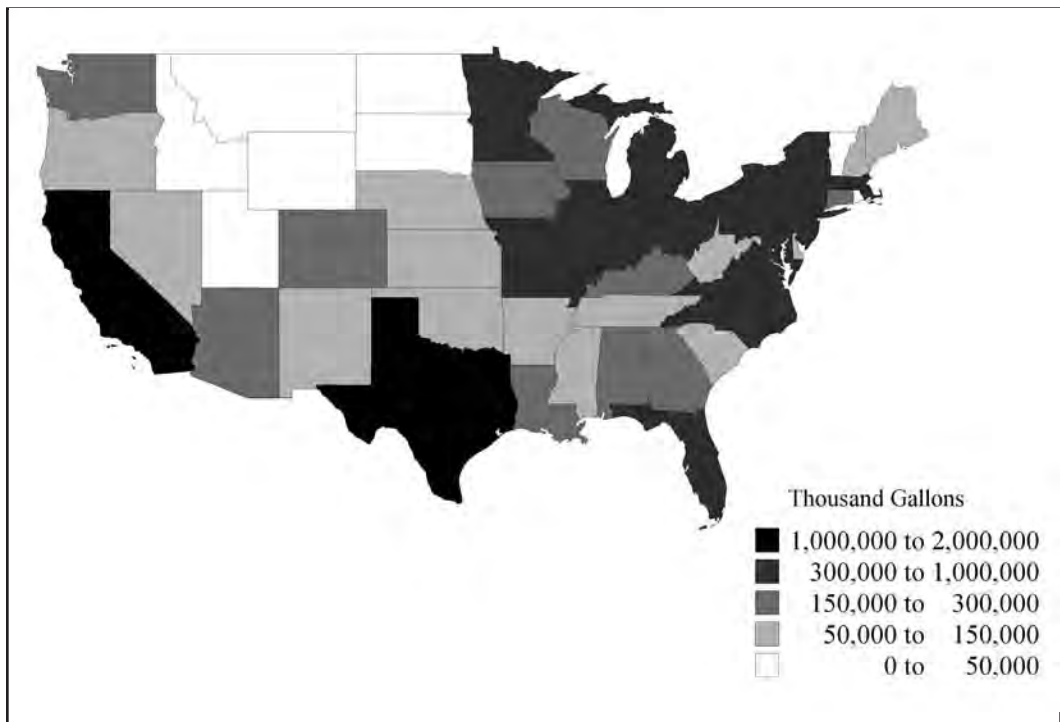 Thousand Gallons
1,000,000 to 2,000,000
300,000 to 1,000,000
150,000 to 300,000
50,000 to 150,000
0 to 50,000